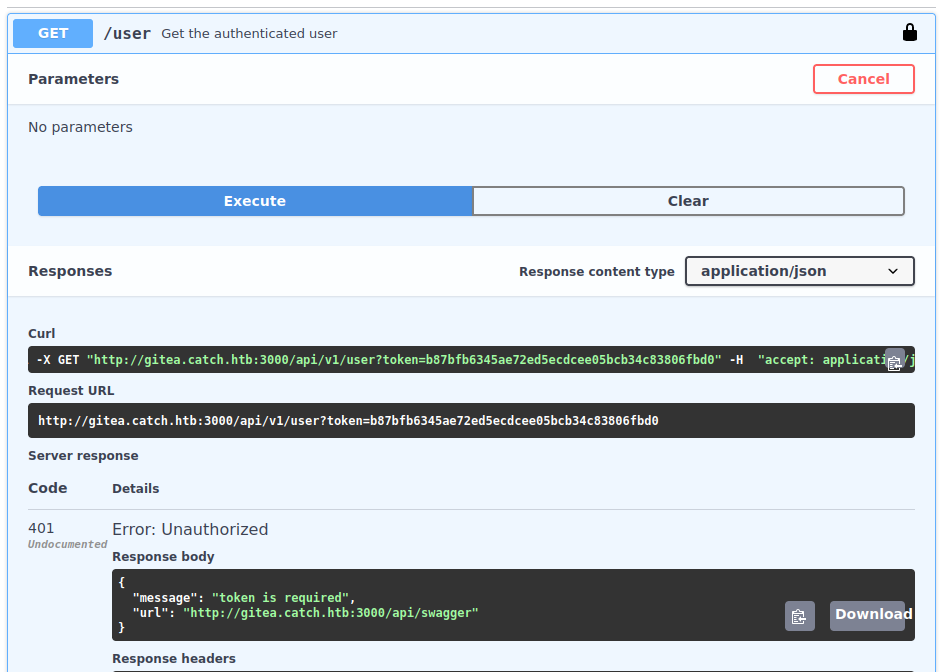 GET /user Get the authenticated user
Parameters Cancel
No parameters
Execute Clear
Responses Response content type application/json
Curl
-X GET "http://gitea.catch.htb:3000/api/v1/user?token=b87bfb6345ae72ed5ecdcee05bcb34c83806fbd0" -H "accept: applicati /j
Request URL
http://gitea.catch.htb:3000/api/v1/user?token=b87bfb6345ae72ed5ecdcee05bcb34c83806fbd0
Server response
Code Details
401 Error: Unauthorized
Undocumented
Response body
{
"message": "token is required",
"url": "http://gitea.catch.htb:3000/api/swagger"
}
Download
Response headers